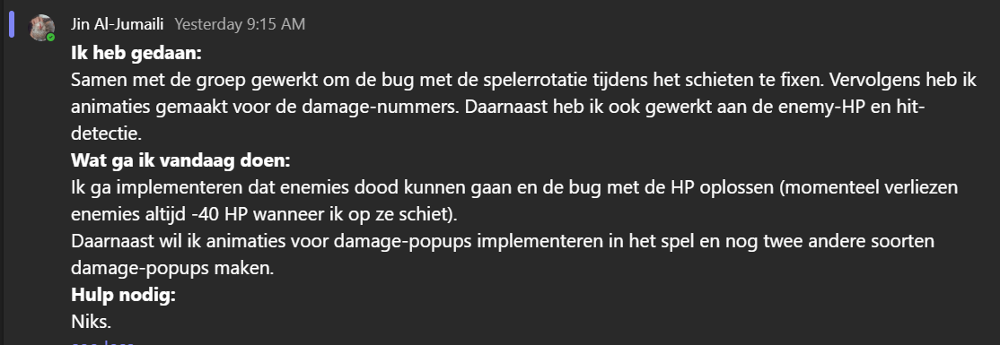 Jin Al-Jumaili Yesterday 9:15 AM
Ik heb gedaan:
Samen met de groep gewerkt om de bug met de spelerrotatie tijdens het schieten te fixen. Vervolgens heb ik
animaties gemaakt voor de damage-nummers. Daarnaast heb ik ook gewerkt aan de enemy-HP en hit-
detectie.
Wat ga ik vandaag doen:
Ik ga implementeren dat enemies dood kunnen gaan en de bug met de HP oplossen (momenteel verliezen
enemies altijd -40 HP wanneer ik op ze schiet).
Daarnaast wil ik animaties voor damage-popups implementeren in het spel en nog twee andere soorten
damage-popups maken.
Hulp nodig:
Niks.